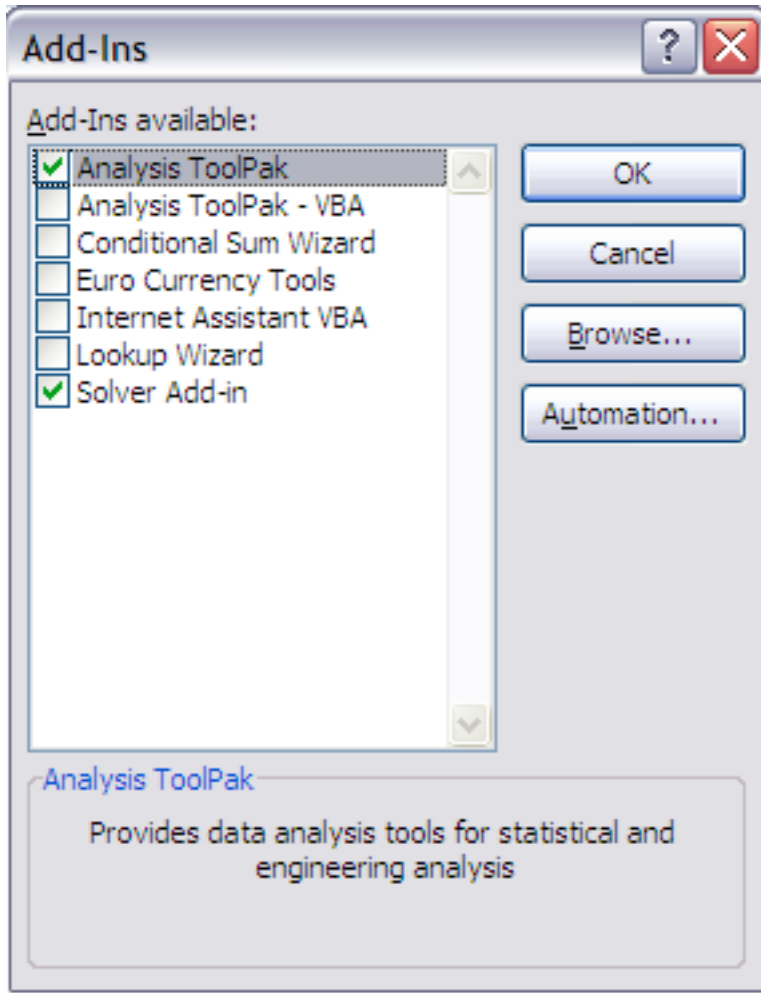 Add-Ins
?
Add-Ins available:
Analysis ToolPak
Analysis ToolPak - VBA
Conditional Sum Wizard
Euro Currency Tools
Internet Assistant VBA
Lookup Wizard
Solver Add-in
OK
Cancel
Browse...
Automation...
Analysis ToolPak
Provides data analysis tools for statistical and
engineering analysis